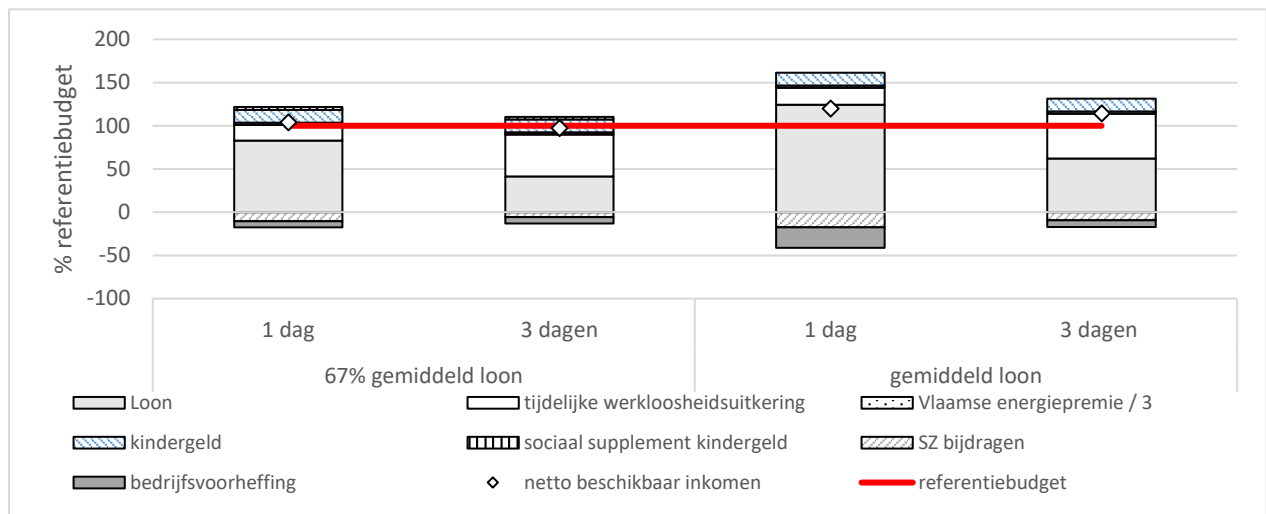 % referentiebudget
200
150
100
50
0
-50
-100
1 dag 3 dagen 1 dag 3 dagen
67% gemiddeld loon gemiddeld loon
Loon tijdelijke werkloosheidsuitkering Vlaamse energiepremie / 3
kindergeld sociaal supplement kindergeld SZ bijdragen
bedrijfsvoorheffing netto beschikbaar inkomen referentiebudget